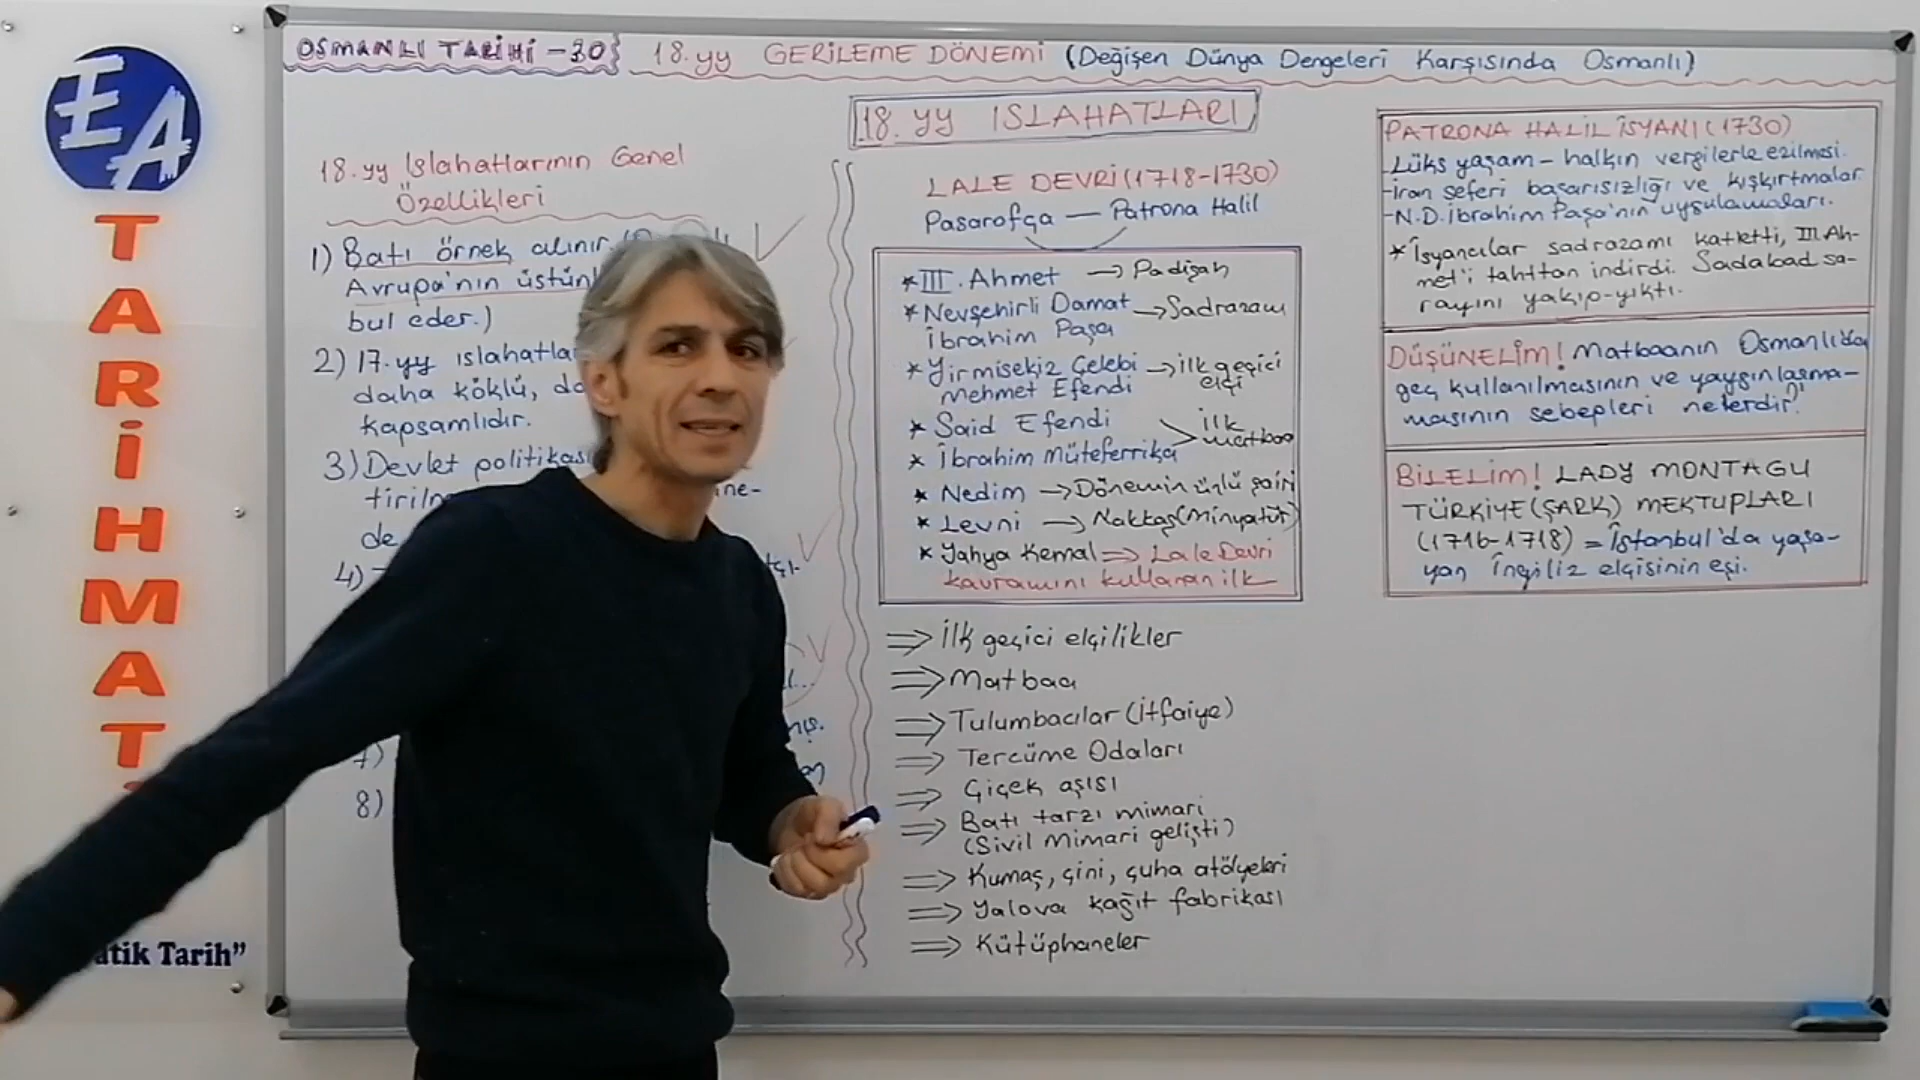 EA
TARİHMAT
atik Tarih"
OSMANLI TARİHİ-30} 18.yy GERİLEME DÖNEMİ (Değişen Dünya Dengeleri Karşısında Osmanlı)
18.yy ISLAHATLARI
18.yy Islahatlarının Genel
Özellikleri
1) Batı örnek alınır.
Avrupa'nın üstün
bul eder.)
2) 17.yy ıslahatla
daha köklü, da
kapsamlıdır.
3) Devlet politikası
tiril
de
4)
7)
8)
LALE DEVRİ (1718-1730)
Pasarofça — Patrona Halil
* III. Ahmet → Padişah
* Nevşehirli Damat → Sadrazam
İbrahim Paşa
* Yirmisekiz Çelebi → ilk geçici
Mehmet Efendi elçi
* Said Efendi ilk
* İbrahim Müteferrika matbaa
* Nedim → Dönemin ünlü şairi
* Levni → Nakkaş (Minyatür)
* Yahya Kemal ⇒ Lale Devri
kavramını kullanan ilk
⇒ İlk geçici elçilikler
⇒ Matbaa
⇒ Tulumbacılar (İtfaiye)
⇒ Tercüme Odaları
⇒ Çiçek aşısı
⇒ Batı tarzı mimari
(Sivil Mimari gelişti)
⇒ Kumaş, çini, çuha atölyeleri
⇒ Yalova kağıt fabrikası
⇒ Kütüphaneler
PATRONA HALİL İSYANI (1730)
Lüks yaşam - halkın vergilerle ezilmesi.
-İran seferi başarısızlığı ve kışkırtmalar
-N.D. İbrahim Paşa'nın uygulamaları.
* İsyancılar sadrazamı katletti, III. Ah-
met'i tahttan indirdi. Sadabad sa-
rayını yakıp-yıktı.
DÜŞÜNELİM! Matbaanın Osmanlı'da
geç kullanılmasının ve yaygınlaşma-
masının sebepleri nelerdir?
BİLELİM! LADY MONTAGU
TÜRKİYE (ŞARK) MEKTUPLARI
(1716-1718) = İstanbul'da yaşa-
yan İngiliz elçisinin eşi.